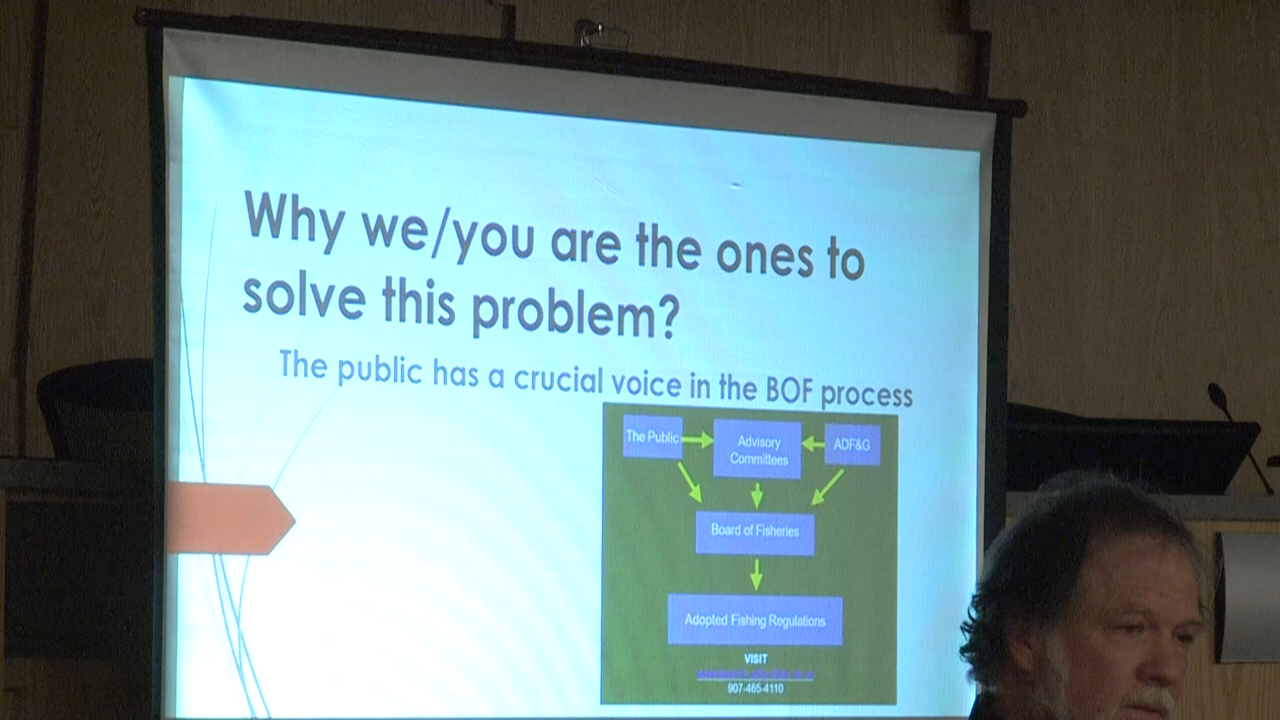 Why we/you are the ones to
solve this problem?
The public has a crucial voice in the BOF process
The Public
Advisory
Committees
ADF&G
Board of Fisheries
Adopted Fishing Regulations
VISIT
907-465-4110